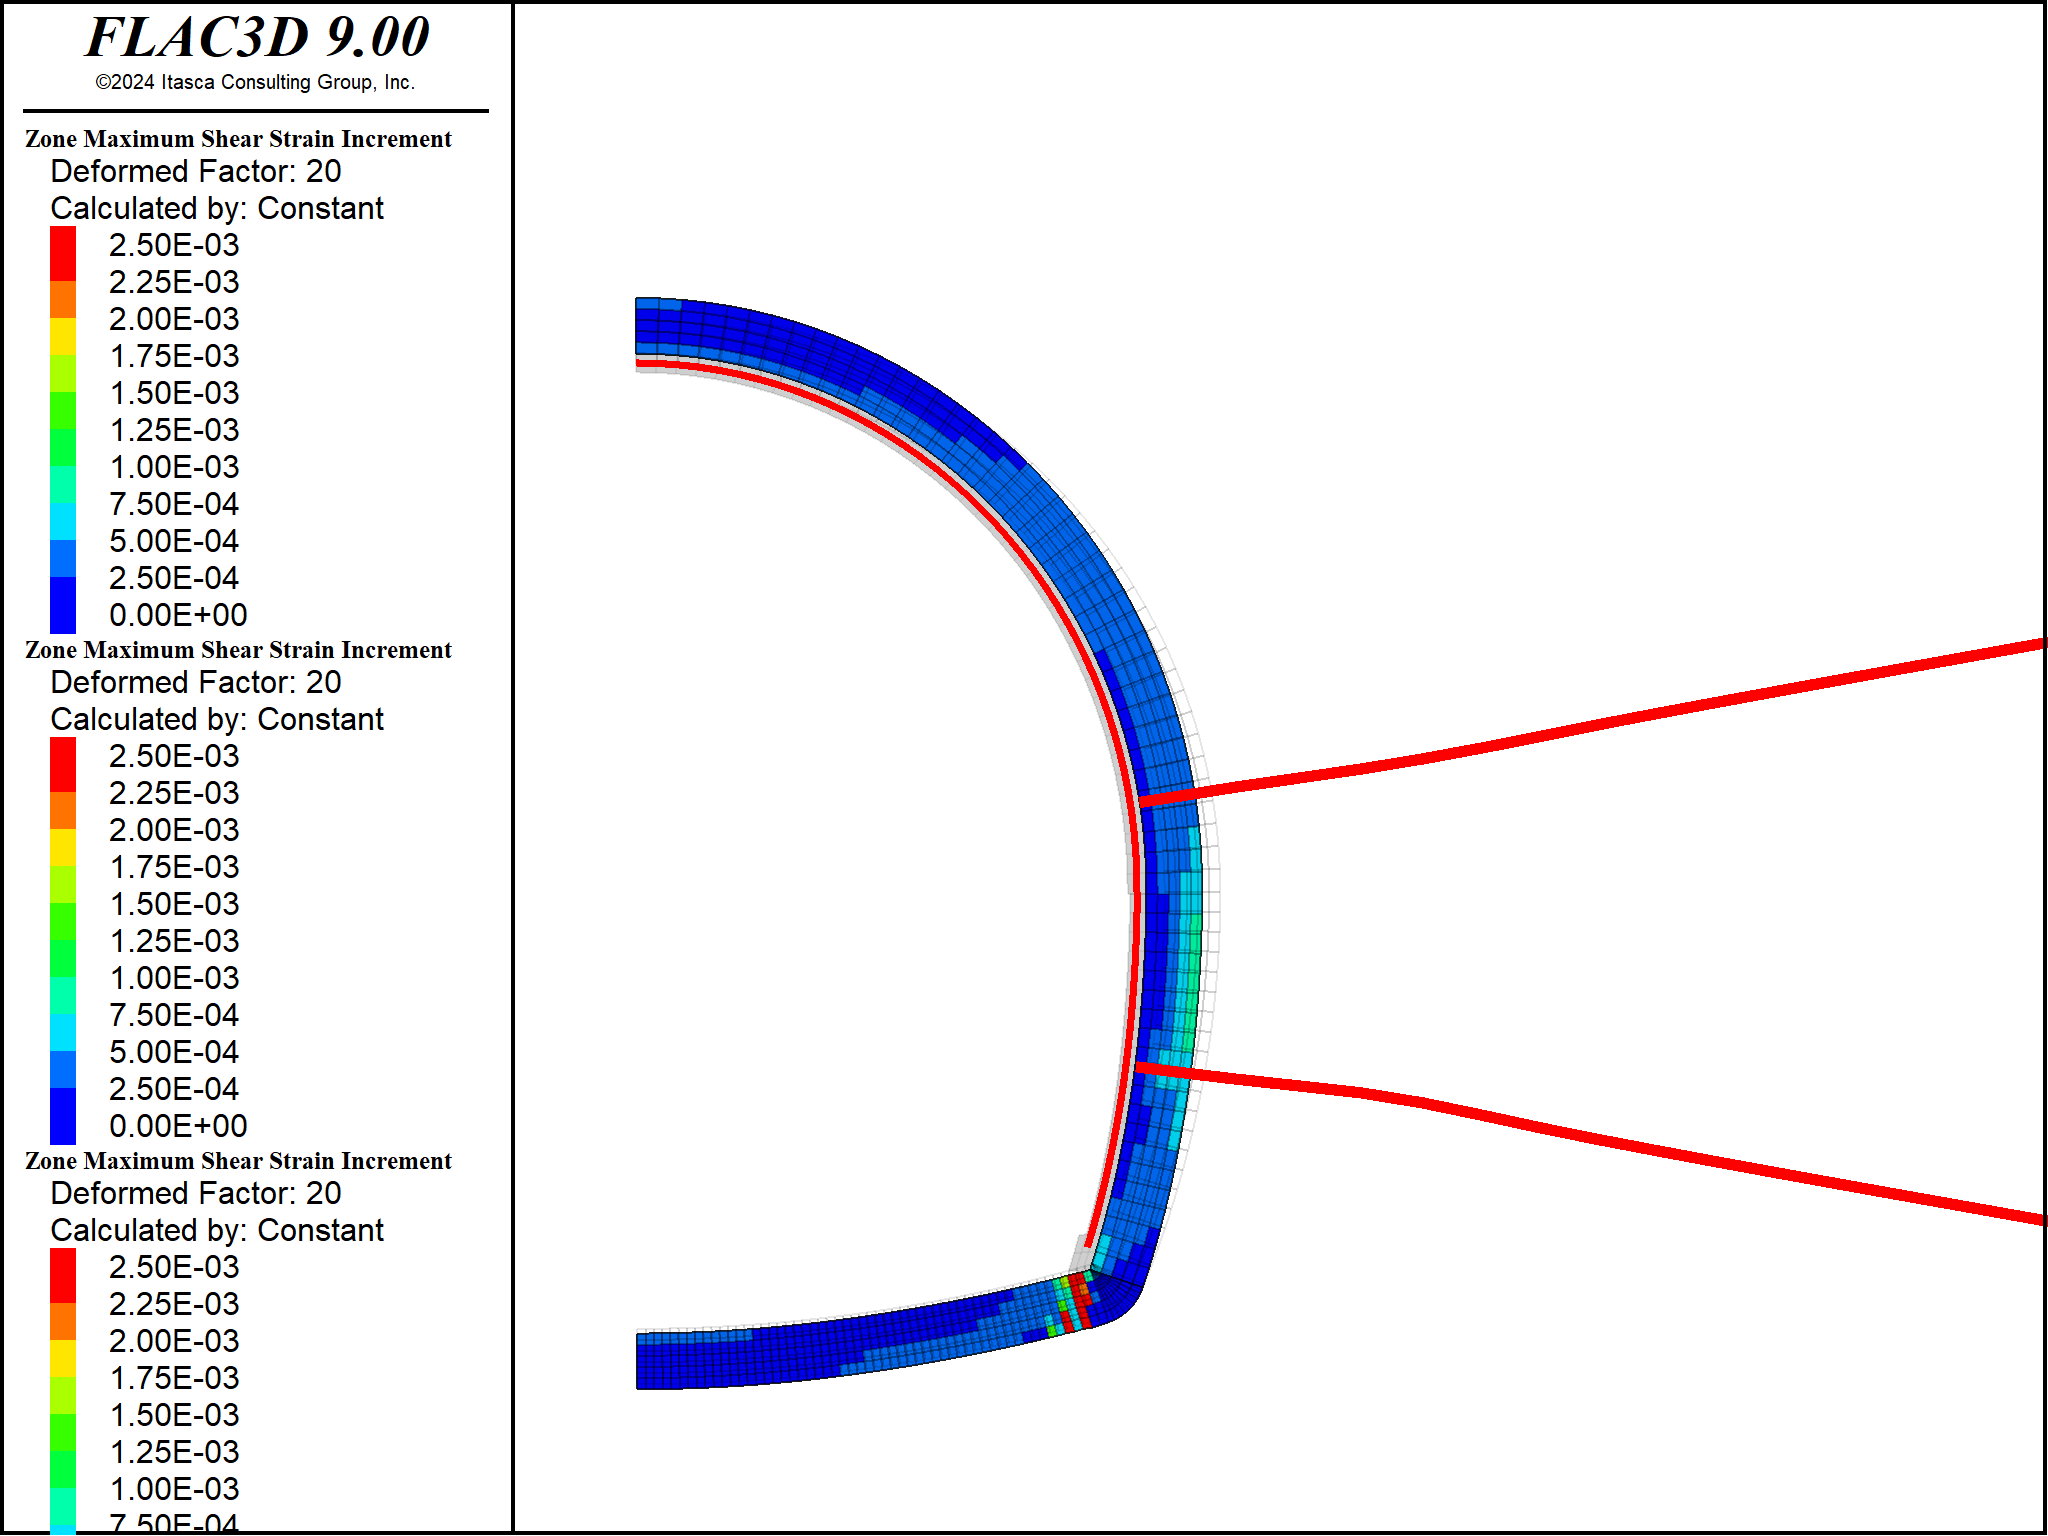 FLAC3D 9.00
©2024 Itasca Consulting Group, Inc.
Zone Maximum Shear Strain Increment
Deformed Factor: 20
Calculated by: Constant
2.50E-03
2.25E-03
2.00E-03
1.75E-03
1.50E-03
1.25E-03
1.00E-03
7.50E-04
5.00E-04
2.50E-04
0.00E+00
Zone Maximum Shear Strain Increment
Deformed Factor: 20
Calculated by: Constant
2.50E-03
2.25E-03
2.00E-03
1.75E-03
1.50E-03
1.25E-03
1.00E-03
7.50E-04
5.00E-04
2.50E-04
0.00E+00
Zone Maximum Shear Strain Increment
Deformed Factor: 20
Calculated by: Constant
2.50E-03
2.25E-03
2.00E-03
1.75E-03
1.50E-03
1.25E-03
1.00E-03
7.50E-04